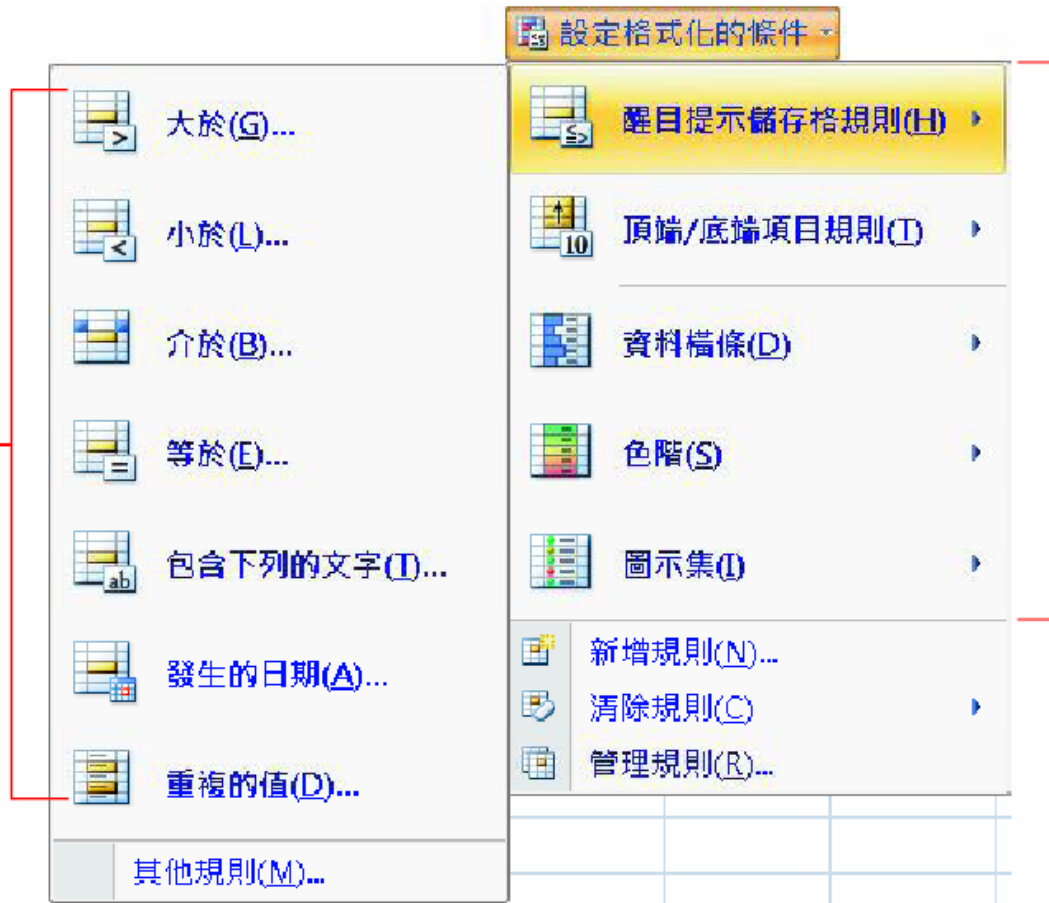 設定格式化的條件
醒目提示儲存格規則(H)
頂端/底端項目規則(T)
資料橫條(D)
色階(S)
圖示集(I)
新增規則(N)...
清除規則(C)
管理規則(R)...
大於(G)...
小於(L)...
介於(B)...
等於(E)...
包含下列的文字(T)...
發生的日期(A)...
重複的值(D)...
其他規則(M)...